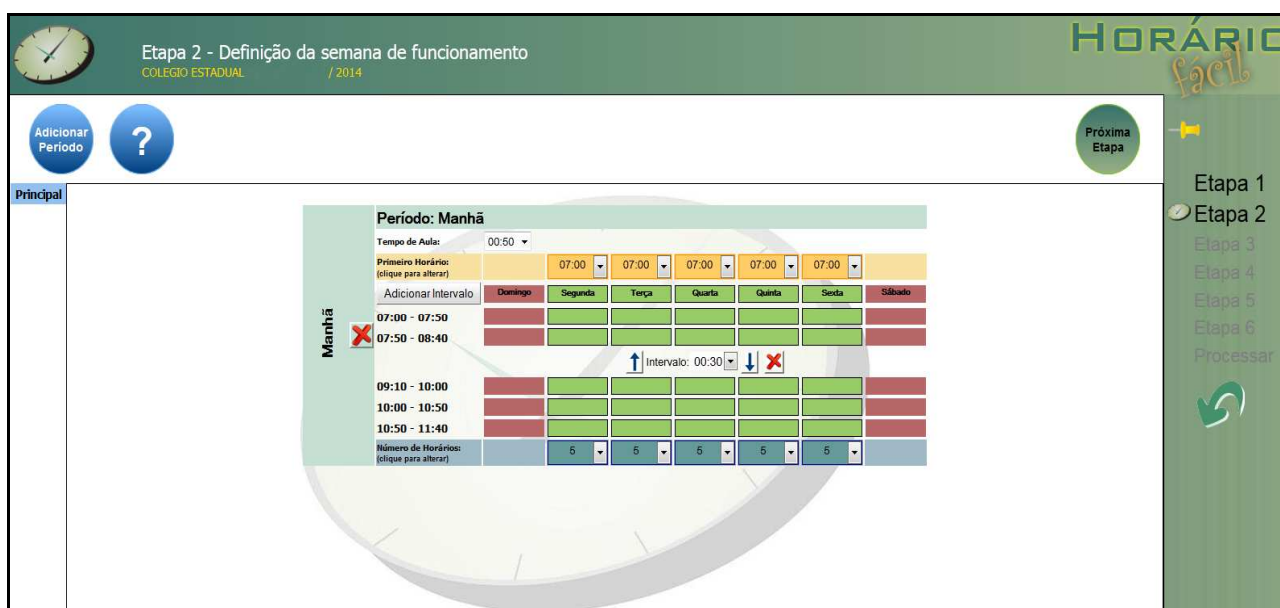 Etapa 2 - Definição da semana de funcionamento
COLEGIO ESTADUAL / 2014
HORÁRIO
fácil
Adicionar
Período
?
Próxima
Etapa
Principal
Etapa 1
Etapa 2
Etapa 3
Etapa 4
Etapa 5
Etapa 6
Processar
Manhã
Período: Manhã
Tempo de Aula: 00:50
Primeiro Horário:
(clique para alterar)
07:00 07:00 07:00 07:00 07:00
Adicionar Intervalo Domingo Segunda Terça Quarta Quinta Sexta Sábado
07:00 - 07:50
07:50 - 08:40
Intervalo: 00:30
09:10 - 10:00
10:00 - 10:50
10:50 - 11:40
Número de Horários:
(clique para alterar)
5 5 5 5 5